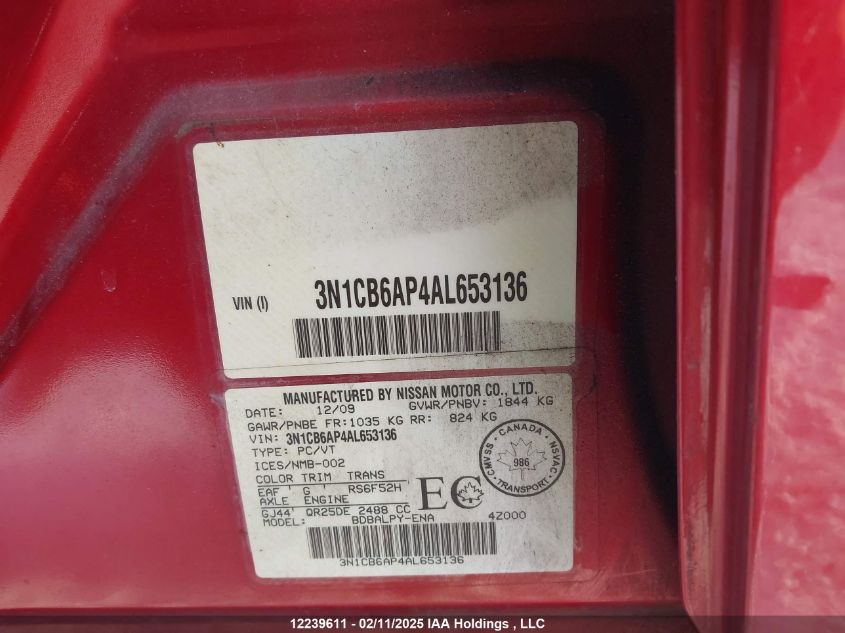 VIN (I) 3N1CB6AP4AL653136
MANUFACTURED BY NISSAN MOTOR CO., LTD.
DATE: 12/09 GVWR/PNBV: 1844 KG
GAWR/PNBE FR:1035 KG RR: 824 KG
VIN: 3N1CB6AP4AL653136
TYPE: PC/VT
ICES/NMB-002
COLOR TRIM TRANS
EAF' G ' RS6F52H
AXLE ENGINE
GJ44' QR25DE 2488 CC
MODEL: BDBALPY-ENA 4Z000
EC
CANADA
CMVSS 986 NSVAC
TRANSPORT
3N1CB6AP4AL653136
12239611 - 02/11/2025 IAA Holdings , LLC